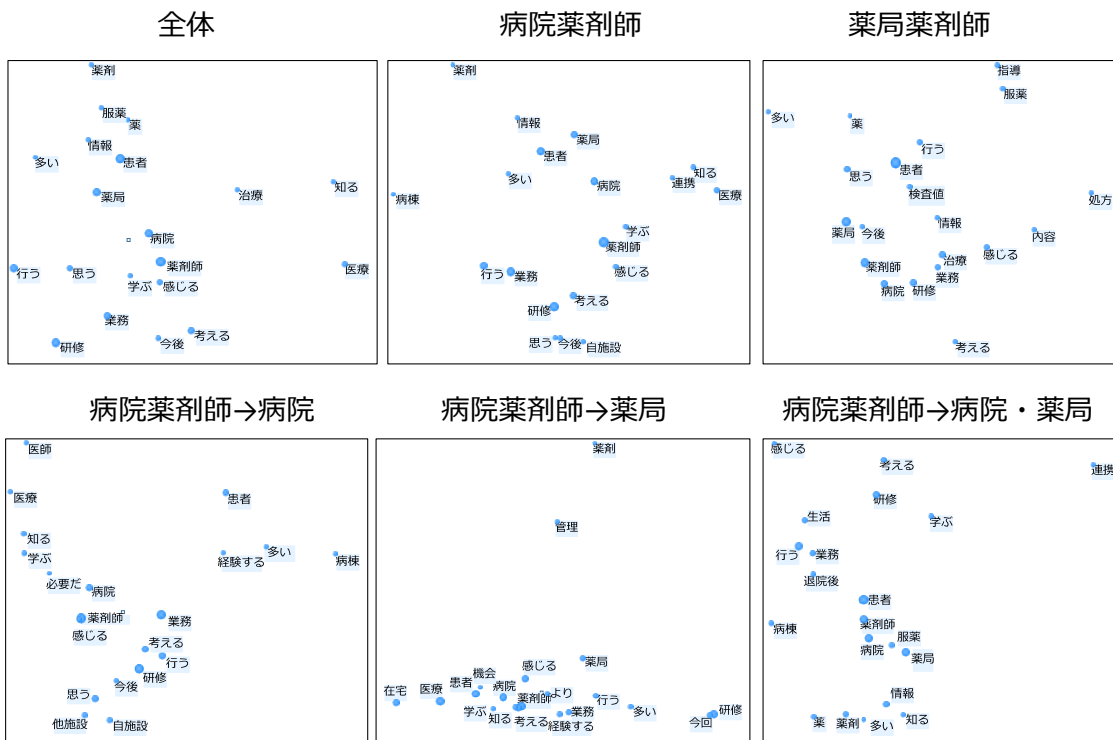 全体
薬剤
服薬
薬
情報
患者
多い
薬局
治療
知る
病院
行う
思う
薬剤師
学ぶ
感じる
医療
業務
研修
今後
考える
病院薬剤師
薬剤
情報
薬局
患者
多い
病院
連携
知る
医療
病棟
学ぶ
薬剤師
行う
業務
感じる
研修
考える
思う
今後
自施設
薬局薬剤師
指導
服薬
多い
薬
行う
患者
思う
検査値
処方
薬局
今後
情報
内容
薬剤師
治療
感じる
業務
病院
研修
考える
病院薬剤師→病院
医師
医療
患者
知る
学ぶ
経験する
多い
病棟
必要だ
病院
薬剤師
業務
感じる
考える
行う
研修
今後
思う
他施設
自施設
病院薬剤師→薬局
薬剤
管理
薬局
感じる
機会
患者
在宅
医療
病院
より
行う
学ぶ
知る
薬剤師
考える
経験する
業務
多い
今回
研修
病院薬剤師→病院・薬局
感じる
考える
連携
研修
生活
学ぶ
行う
業務
退院後
患者
病棟
薬剤師
病院
服薬
薬局
情報
薬
薬剤
多い
知る